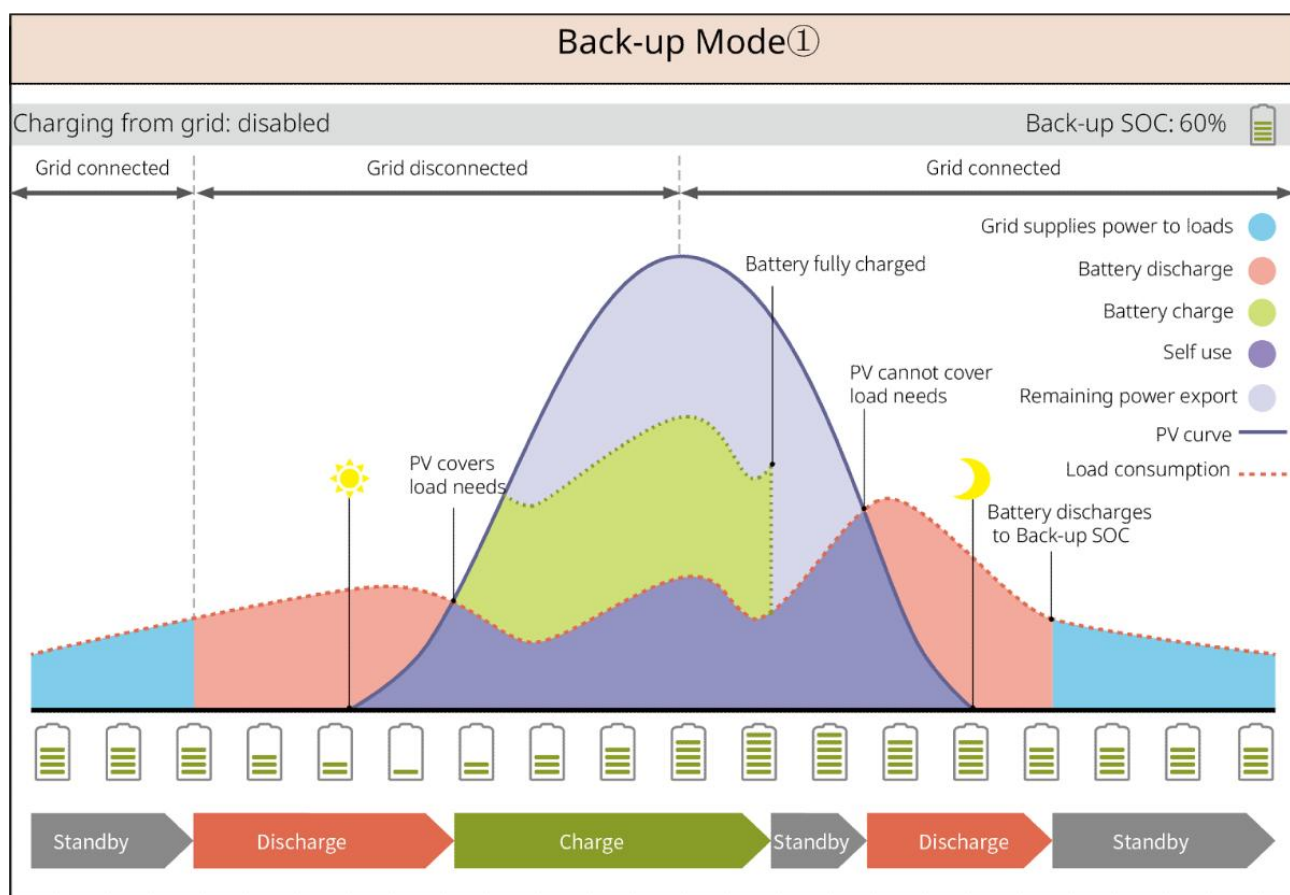 Back-up Mode①
Charging from grid: disabled
Back-up SOC: 60%
Grid connected
Grid disconnected
Grid connected
Grid supplies power to loads
Battery discharge
Battery charge
Self use
Remaining power export
PV curve
Load consumption
Battery fully charged
PV cannot cover
load needs
PV covers
load needs
Battery discharges
to Back-up SOC
Standby
Discharge
Charge
Standby
Discharge
Standby